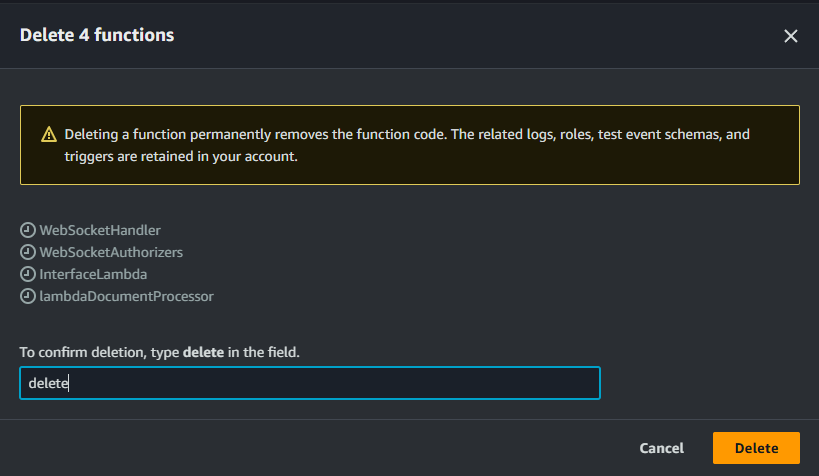 Delete 4 functions
Deleting a function permanently removes the function code. The related logs, roles, test event schemas, and
triggers are retained in your account.
WebSocketHandler
WebSocketAuthorizers
InterfaceLambda
lambdaDocumentProcessor
To confirm deletion, type delete in the field.
delete
Cancel
Delete